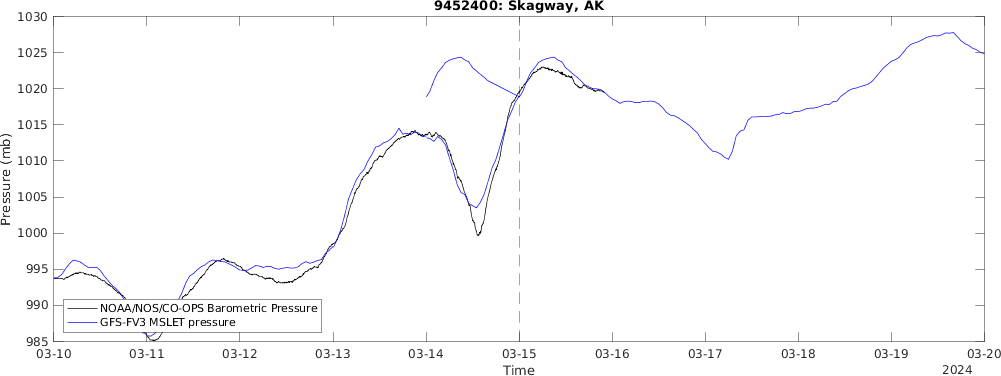 9452400: Skagway, AK
1030
1025
1020
1015
1010
1005
1000
995
990
985
Pressure (mb)
NOAA/NOS/CO-OPS Barometric Pressure
GFS-FV3 MSLET pressure
03-10 03-11 03-12 03-13 03-14 03-15 03-16 03-17 03-18 03-19 03-20
Time
2024